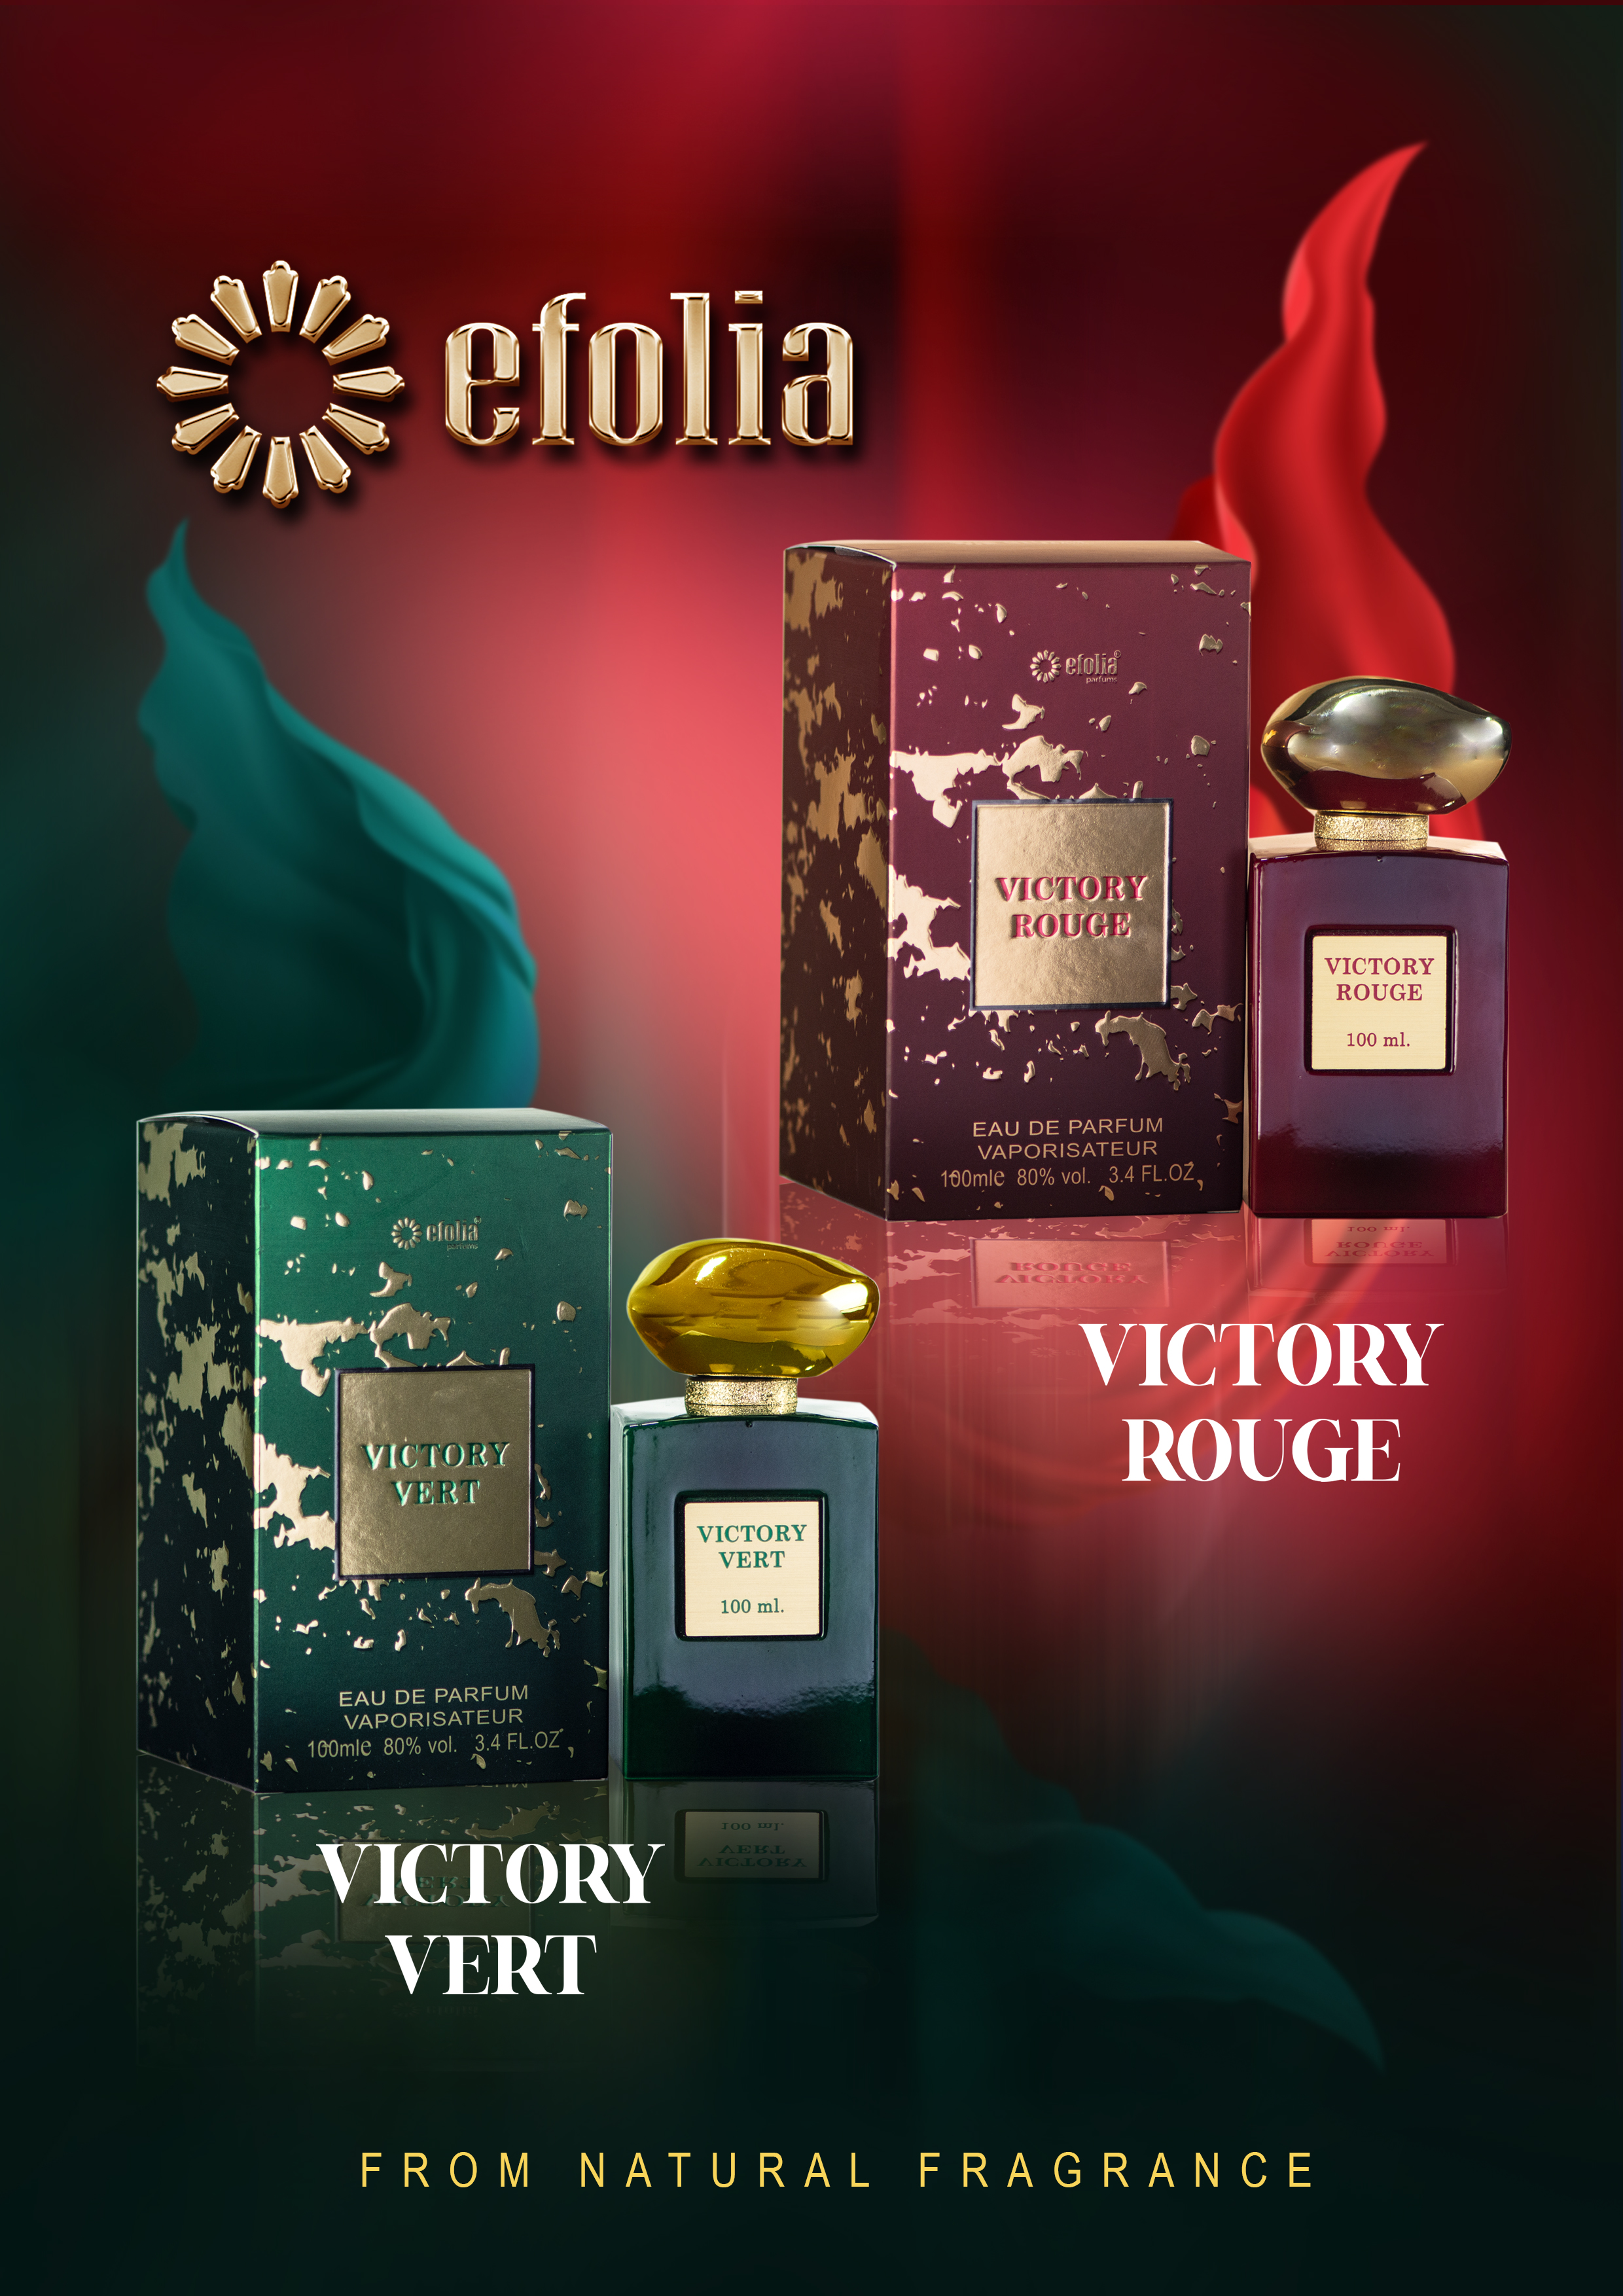 efolia
efolia®
parfums
VICTORY
ROUGE
EAU DE PARFUM
VAPORISATEUR
100mle 80% vol. 3.4 FL.OZ
VICTORY
ROUGE
100 ml.
VICTORY
ROUGE
efolia
parfums
VICTORY
VERT
EAU DE PARFUM
VAPORISATEUR
100mle 80% vol. 3.4 FL.OZ
VICTORY
VERT
100 ml.
VICTORY
VERT
FROM NATURAL FRAGRANCE